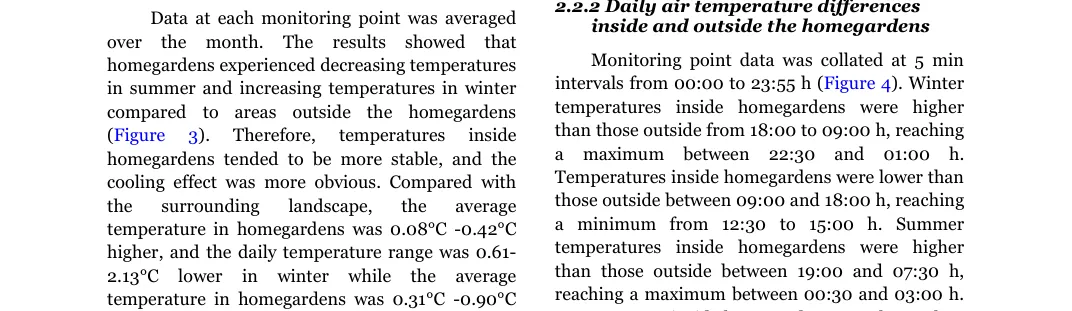 Data at each monitoring point was averaged
over the month. The results showed that
homegardens experienced decreasing temperatures
in summer and increasing temperatures in winter
compared to areas outside the homegardens
(Figure 3). Therefore, temperatures inside
homegardens tended to be more stable, and the
cooling effect was more obvious. Compared with
the surrounding landscape, the average
temperature in homegardens was 0.08°C -0.42°C
higher, and the daily temperature range was 0.61-
2.13°C lower in winter while the average
temperature in homegardens was 0.31°C -0.90°C
2.2.2 Daily air temperature differences
inside and outside the homegardens
Monitoring point data was collated at 5 min
intervals from 00:00 to 23:55 h (Figure 4). Winter
temperatures inside homegardens were higher
than those outside from 18:00 to 09:00 h, reaching
a maximum between 22:30 and 01:00 h.
Temperatures inside homegardens were lower than
those outside between 09:00 and 18:00 h, reaching
a minimum from 12:30 to 15:00 h. Summer
temperatures inside homegardens were higher
than those outside between 19:00 and 07:30 h,
reaching a maximum between 00:30 and 03:00 h.